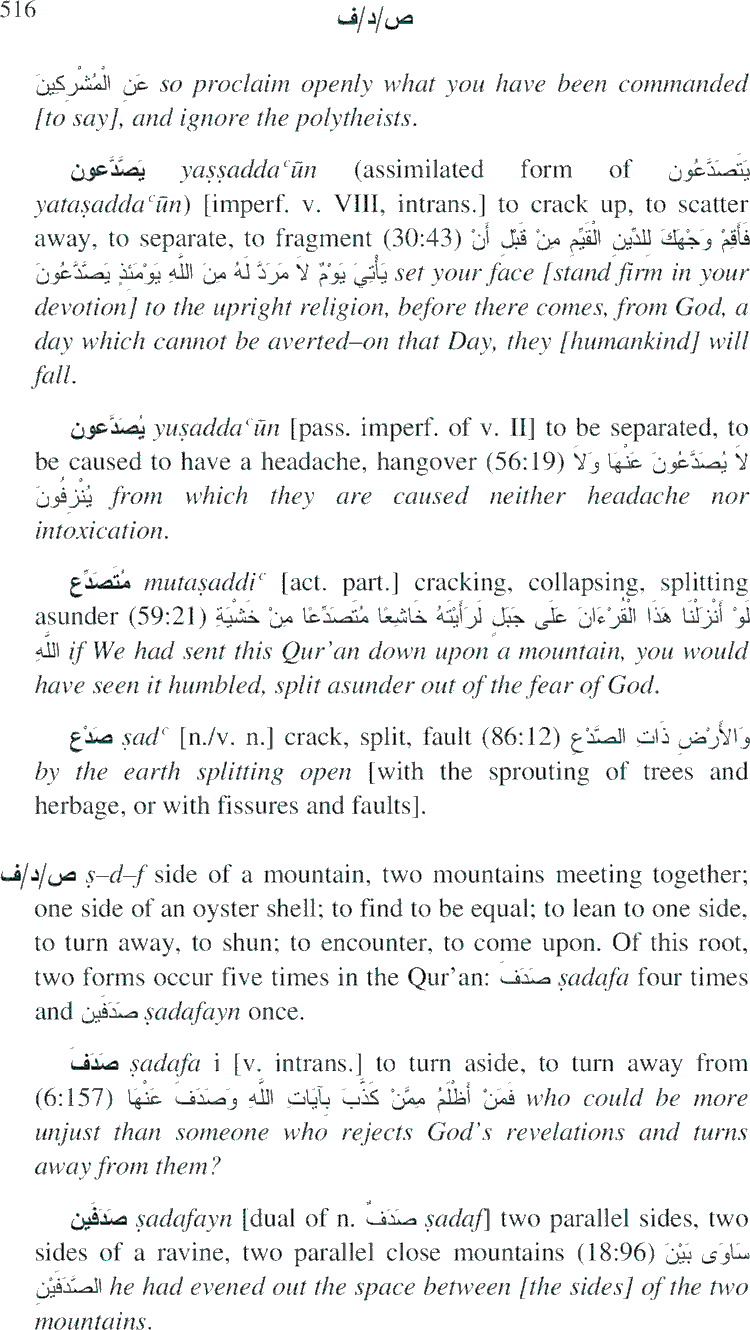 516
ص/د/ف
عَنِ الْمُشْرِكِينَ so proclaim openly what you have been commanded
[to say], and ignore the polytheists.
يَصَّدَّعون yaṣṣaddaʿūn (assimilated form of يَتَصَدَّعُون
yataṣaddaʿūn) [imperf. v. VIII, intrans.] to crack up, to scatter
away, to separate, to fragment (30:43) فَأَقِمْ وَجْهَكَ لِلدِّينِ الْقَيِّمِ مِنْ قَبْلِ أَنْ
يَأْتِيَ يَوْمٌ لاَ مَرَدَّ لَهُ مِنَ اللَّهِ يَوْمَئِذٍ يَصَّدَّعُونَ set your face [stand firm in your
devotion] to the upright religion, before there comes, from God, a
day which cannot be averted–on that Day, they [humankind] will
fall.
يُصَدَّعون yuṣaddaʿūn [pass. imperf. of v. II] to be separated, to
be caused to have a headache, hangover (56:19) لاَ يُصَدَّعُونَ عَنْهَا وَلاَ
يُنْزِفُونَ from which they are caused neither headache nor
intoxication.
مُتَصَدِّع mutaṣaddiʿ [act. part.] cracking, collapsing, splitting
asunder (59:21) لَوْ أَنْزَلْنَا هَذَا الْقُرْءَانَ عَلَى جَبَلٍ لَرَأَيْتَهُ خَاشِعًا مُتَصَدِّعًا مِنْ خَشْيَةِ
اللَّهِ if We had sent this Qur’an down upon a mountain, you would
have seen it humbled, split asunder out of the fear of God.
صَدْع ṣadʿ [n./v. n.] crack, split, fault (86:12) وَالأَرْضِ ذَاتِ الصَّدْعِ
by the earth splitting open [with the sprouting of trees and
herbage, or with fissures and faults].
ص/د/ف ṣ–d–f side of a mountain, two mountains meeting together;
one side of an oyster shell; to find to be equal; to lean to one side,
to turn away, to shun; to encounter, to come upon. Of this root,
two forms occur five times in the Qur’an: صَدَفَ ṣadafa four times
and صَدَفَين ṣadafayn once.
صَدَفَ ṣadafa i [v. intrans.] to turn aside, to turn away from
(6:157) فَمَنْ أَظْلَمُ مِمَّنْ كَذَّبَ بِآيَاتِ اللَّهِ وَصَدَفَ عَنْهَا who could be more
unjust than someone who rejects God’s revelations and turns
away from them?
صَدَفَين ṣadafayn [dual of n. صَدَفٌ ṣadaf] two parallel sides, two
sides of a ravine, two parallel close mountains (18:96) سَاوَى بَيْنَ
الصَّدَفَيْنِ he had evened out the space between [the sides] of the two
mountains.